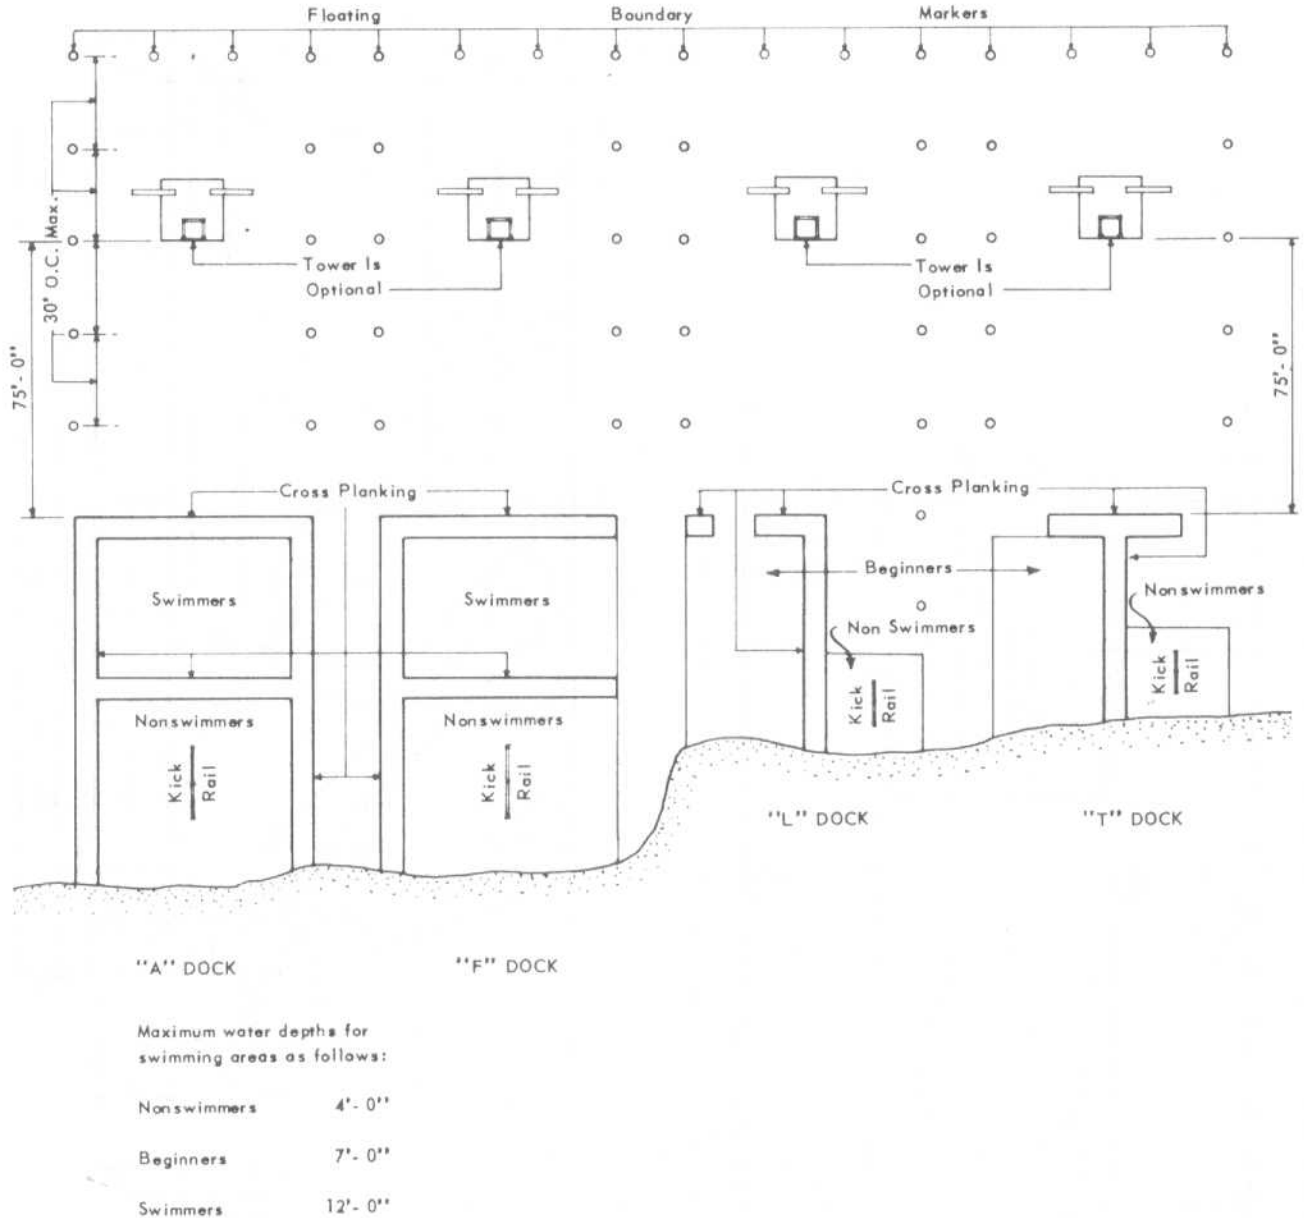 Floating Boundary Markers
30' O.C. Max.
75'- 0"
75'- 0"
Tower Is
Optional
Tower Is
Optional
Cross Planking
Cross Planking
Swimmers
Swimmers
Beginners
Nonswimmers
Non Swimmers
Nonswimmers
Nonswimmers
Kick
Rail
Kick
Rail
Kick
Rail
Kick
Rail
"L" DOCK
"T" DOCK
"A" DOCK
"F" DOCK
Maximum water depths for
swimming areas as follows:
Nonswimmers 4'- 0"
Beginners 7'- 0"
Swimmers 12'- 0"